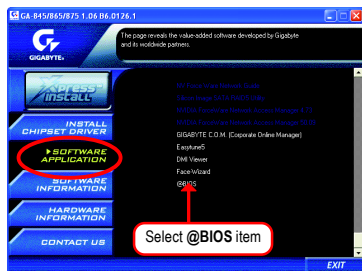 GA-845/865/875 1.06 B6.0126.1
The page reveals the value-added software developed by Gigabyte
and its worldwide partners.
GIGABYTE
Xpress™
INSTALL
INSTALL
CHIPSET DRIVER
SOFTWARE
APPLICATION
SOFTWARE
INFORMATION
HARDWARE
INFORMATION
CONTACT US
GIGABYTE C.O.M. (Coporate Online Manager)
Easytune5
DMI Viewer
Face-Wizard
@BIOS
Select @BIOS item
EXIT